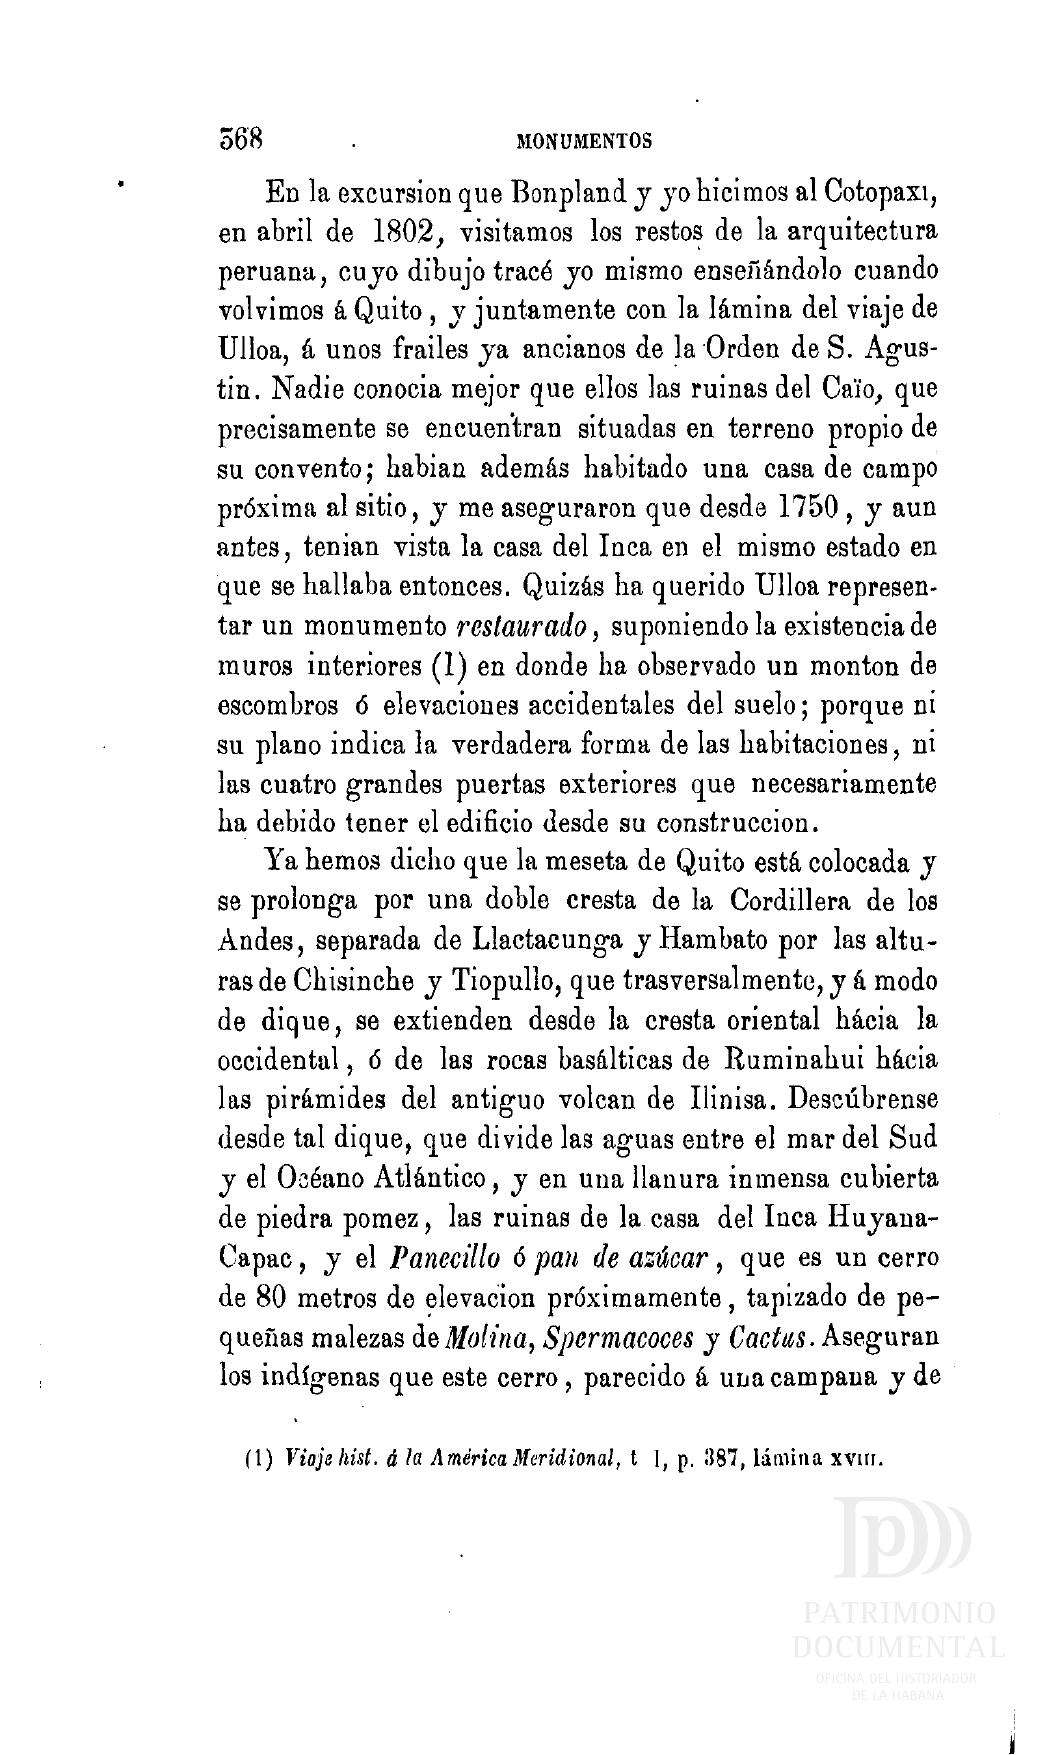 368 MONUMENTOS
En la excursion que Bonpland y yo hicimos al Cotopaxi,
en abril de 1802, visitamos los restos de la arquitectura
peruana, cuyo dibujo tracé yo mismo enseñándolo cuando
volvimos á Quito, y juntamente con la lámina del viaje de
Ulloa, á unos frailes ya ancianos de la Orden de S. Agus-
tin. Nadie conocia mejor que ellos las ruinas del Caïo, que
precisamente se encuentran situadas en terreno propio de
su convento; habian además habitado una casa de campo
próxima al sitio, y me aseguraron que desde 1750, y aun
antes, tenian vista la casa del Inca en el mismo estado en
que se hallaba entonces. Quizás ha querido Ulloa represen-
tar un monumento restaurado, suponiendo la existencia de
muros interiores (1) en donde ha observado un monton de
escombros ó elevaciones accidentales del suelo; porque ni
su plano indica la verdadera forma de las habitaciones, ni
las cuatro grandes puertas exteriores que necesariamente
ha debido tener el edificio desde su construccion.
Ya hemos dicho que la meseta de Quito está colocada y
se prolonga por una doble cresta de la Cordillera de los
Andes, separada de Llactacunga y Hambato por las altu-
ras de Chisinche y Tiopullo, que trasversalmente, y á modo
de dique, se extienden desde la cresta oriental hácia la
occidental, ó de las rocas basálticas de Ruminahui hácia
las pirámides del antiguo volcan de Ilinisa. Descúbrense
desde tal dique, que divide las aguas entre el mar del Sud
y el Océano Atlántico, y en una llanura inmensa cubierta
de piedra pomez, las ruinas de la casa del Inca Huyana-
Capac, y el Panecillo ó pan de azúcar, que es un cerro
de 80 metros de elevacion próximamente, tapizado de pe-
queñas malezas de Molina, Spermacoces y Cactus. Aseguran
los indígenas que este cerro, parecido á una campana y de
(1) Viaje hist. á la América Meridional, t I, p. 387, lámina XVIII.
PATRIMONIO
DOCUMENTAL
OFICINA DEL HISTORIADOR
DE LA HABANA